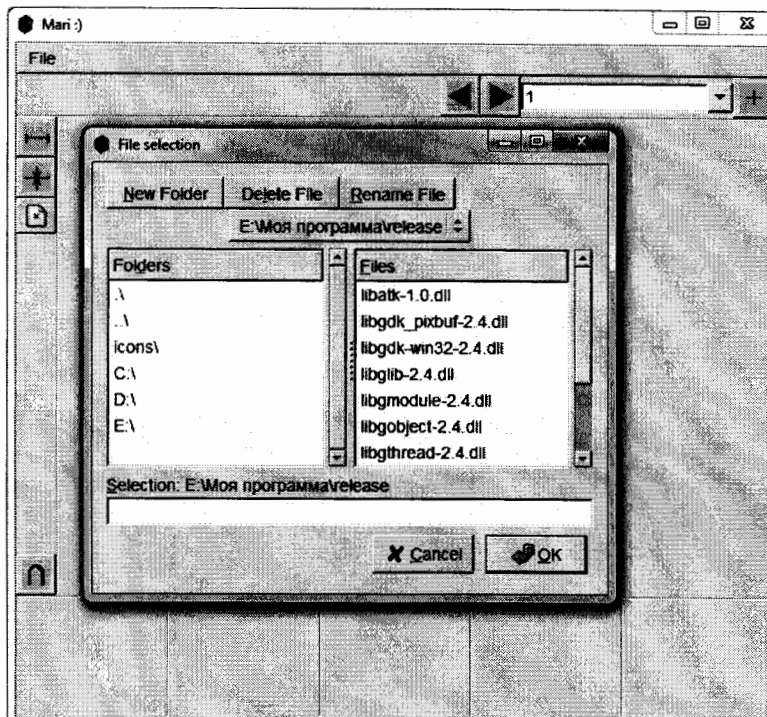 Mari :)
File
1
File selection
New Folder Delete File Rename File
E:\Моя программа\release
Folders
.\
..\
icons\
C:\
D:\
E:\
Files
libatk-1.0.dll
libgdk_pixbuf-2.4.dll
libgdk-win32-2.4.dll
libglib-2.4.dll
libgmodule-2.4.dll
libgobject-2.4.dll
libgthread-2.4.dll
Selection: E:\Моя программа\release
Cancel OK